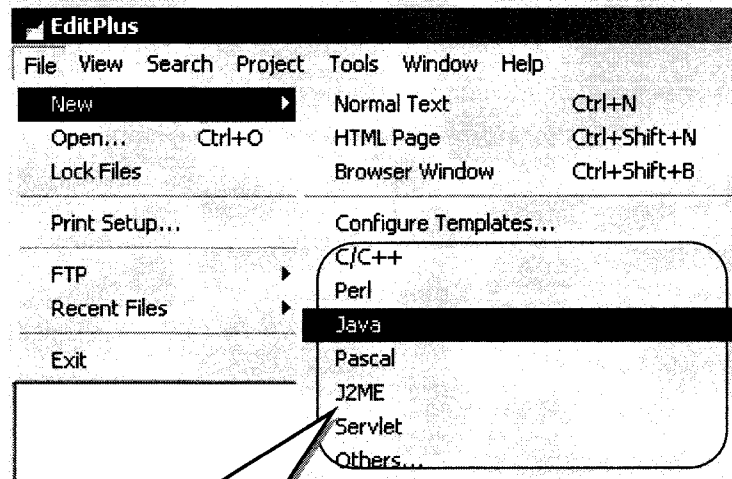 EditPlus
File View Search Project Tools Window Help
New
Open... Ctrl+O
Lock Files
Print Setup...
FTP
Recent Files
Exit
Normal Text Ctrl+N
HTML Page Ctrl+Shift+N
Browser Window Ctrl+Shift+B
Configure Templates...
C/C++
Perl
Java
Pascal
J2ME
Servlet
Others...